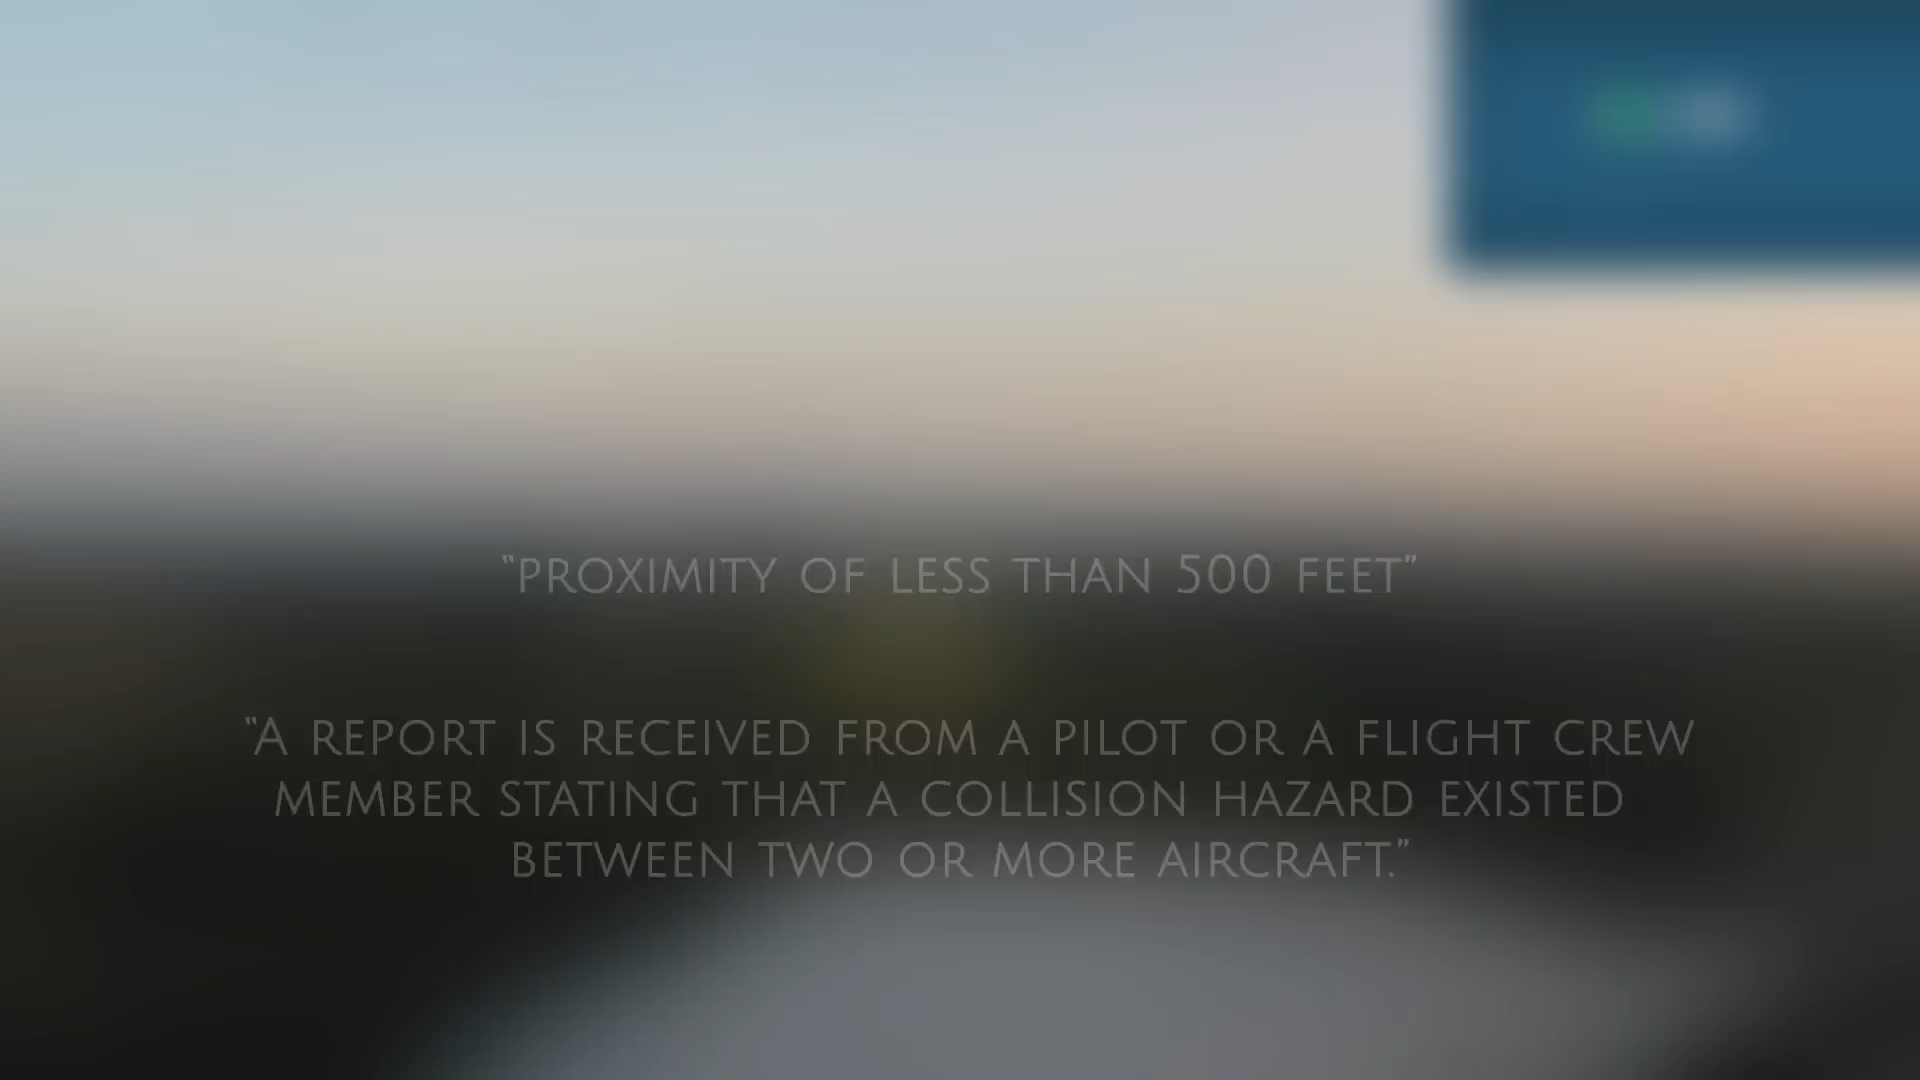 “PROXIMITY OF LESS THAN 500 FEET”
“A REPORT IS RECEIVED FROM A PILOT OR A FLIGHT CREW
MEMBER STATING THAT A COLLISION HAZARD EXISTED
BETWEEN TWO OR MORE AIRCRAFT.”